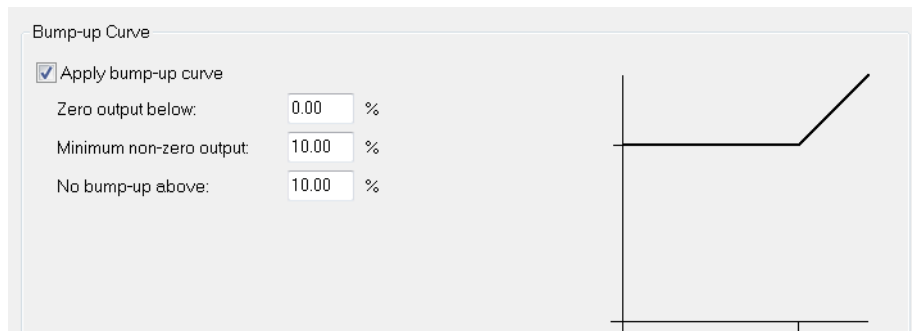 Bump-up Curve
Apply bump-up curve
Zero output below: 0.00 %
Minimum non-zero output: 10.00 %
No bump-up above: 10.00 %